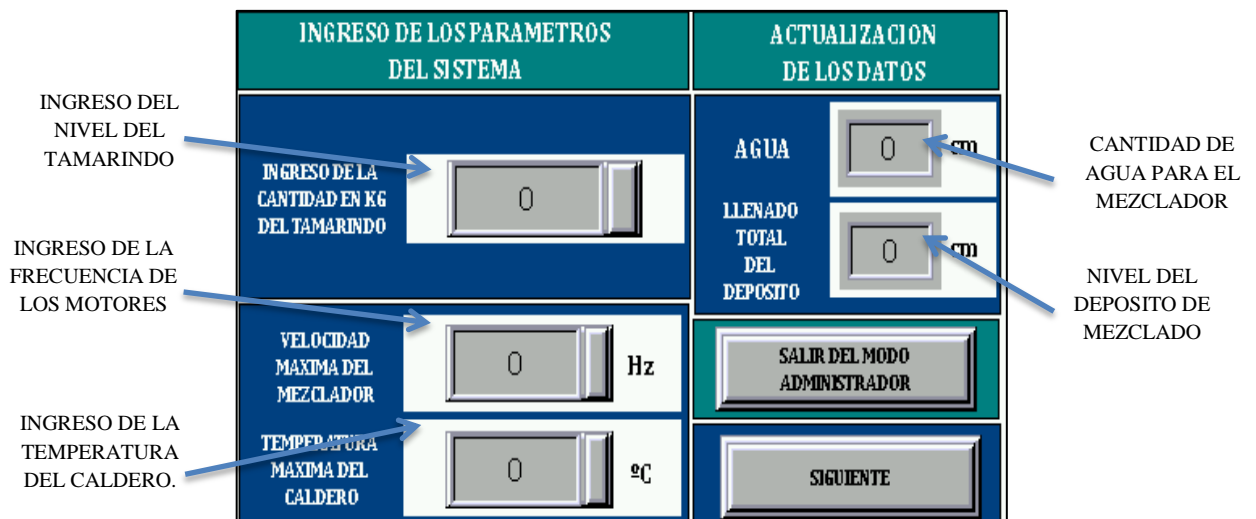 INGRESO DE LOS PARAMETROS
DEL SISTEMA
ACTUALIZACION
DE LOS DATOS
INGRESO DEL
NIVEL DEL
TAMARINDO
INGRESO DE LA
CANTIDAD EN KG
DEL TAMARINDO
0
AGUA
0
cm
CANTIDAD DE
AGUA PARA EL
MEZCLADOR
LLENADO
TOTAL
DEL
DEPOSITO
0
cm
NIVEL DEL
DEPOSITO DE
MEZCLADO
INGRESO DE LA
FRECUENCIA DE
LOS MOTORES
VELOCIDAD
MAXIMA DEL
MEZCLADOR
0
Hz
SALIR DEL MODO
ADMINISTRADOR
INGRESO DE LA
TEMPERATURA
DEL CALDERO.
TEMPERATURA
MAXIMA DEL
CALDERO
0
ºC
SIGUIENTE